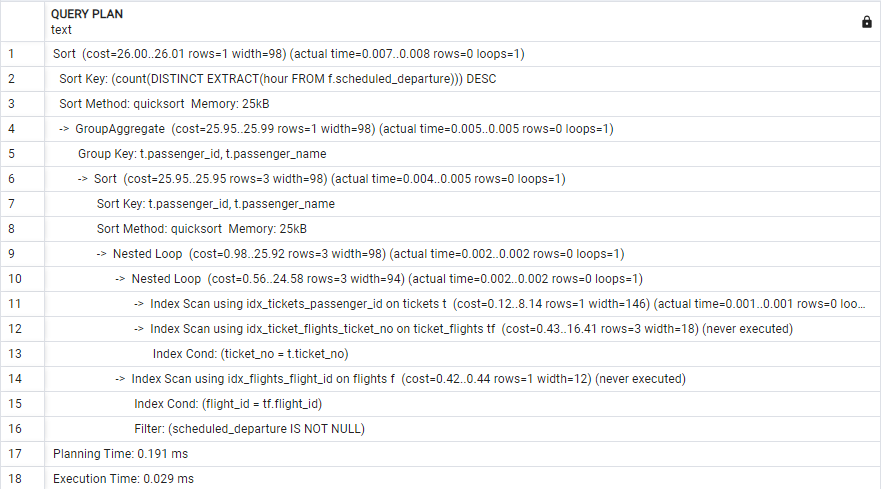 QUERY PLAN
text
1 Sort (cost=26.00..26.01 rows=1 width=98) (actual time=0.007..0.008 rows=0 loops=1)
2 Sort Key: (count(DISTINCT EXTRACT(hour FROM f.scheduled_departure))) DESC
3 Sort Method: quicksort Memory: 25kB
4 -> GroupAggregate (cost=25.95..25.99 rows=1 width=98) (actual time=0.005..0.005 rows=0 loops=1)
5 Group Key: t.passenger_id, t.passenger_name
6 -> Sort (cost=25.95..25.95 rows=3 width=98) (actual time=0.004..0.005 rows=0 loops=1)
7 Sort Key: t.passenger_id, t.passenger_name
8 Sort Method: quicksort Memory: 25kB
9 -> Nested Loop (cost=0.98..25.92 rows=3 width=98) (actual time=0.002..0.002 rows=0 loops=1)
10 -> Nested Loop (cost=0.56..24.58 rows=3 width=94) (actual time=0.002..0.002 rows=0 loops=1)
11 -> Index Scan using idx_tickets_passenger_id on tickets t (cost=0.12..8.14 rows=1 width=146) (actual time=0.001..0.001 rows=0 loo...
12 -> Index Scan using idx_ticket_flights_ticket_no on ticket_flights tf (cost=0.43..16.41 rows=3 width=18) (never executed)
13 Index Cond: (ticket_no = t.ticket_no)
14 -> Index Scan using idx_flights_flight_id on flights f (cost=0.42..0.44 rows=1 width=12) (never executed)
15 Index Cond: (flight_id = tf.flight_id)
16 Filter: (scheduled_departure IS NOT NULL)
17 Planning Time: 0.191 ms
18 Execution Time: 0.029 ms